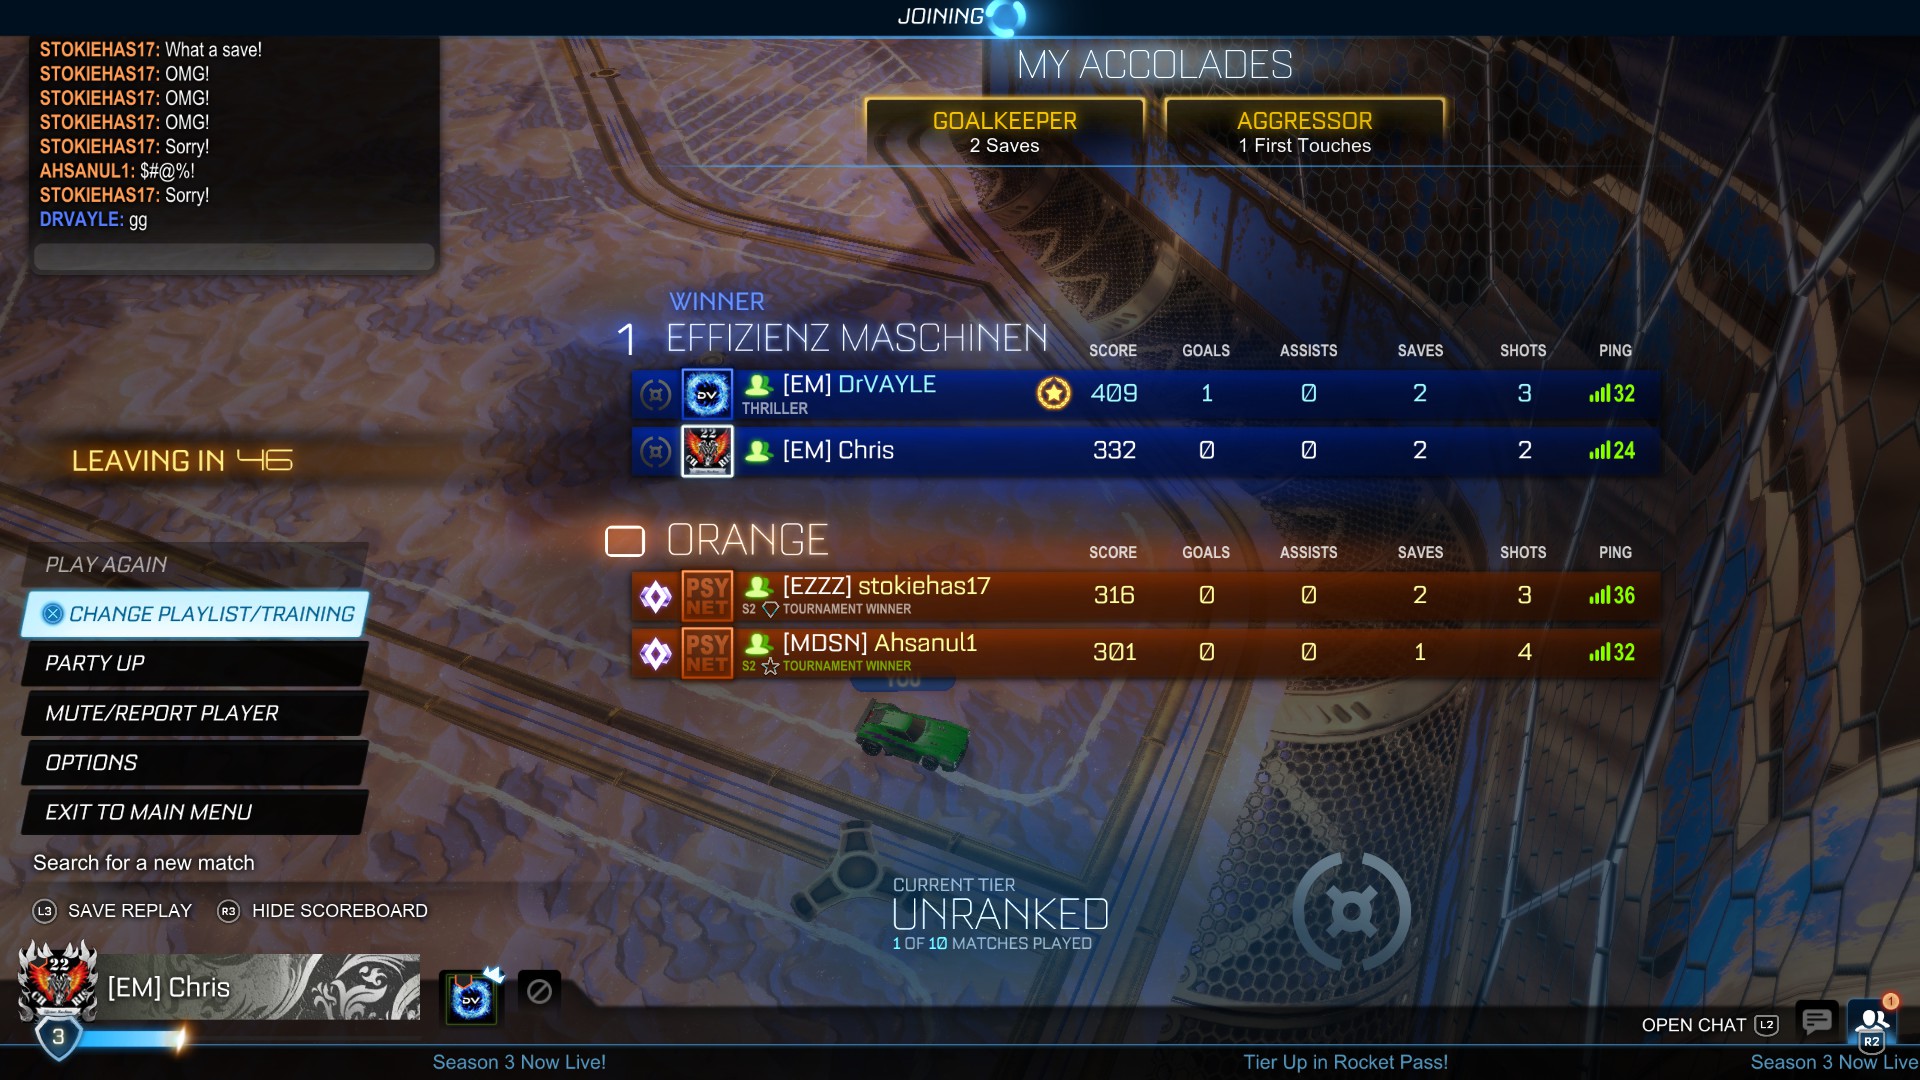 JOINING
STOKIEHAS17: What a save!
STOKIEHAS17: OMG!
STOKIEHAS17: OMG!
STOKIEHAS17: OMG!
STOKIEHAS17: Sorry!
AHSANUL1: $#@%!
STOKIEHAS17: Sorry!
DRVAYLE: gg
MY ACCOLADES
GOALKEEPER
2 Saves
AGGRESSOR
1 First Touches
WINNER
1 EFFIZIENZ MASCHINEN SCORE GOALS ASSISTS SAVES SHOTS PING
DV [EM] DrVAYLE 409 1 0 2 3 32
THRILLER
22 [EM] Chris 332 0 0 2 2 24
LEAVING IN 46
0 ORANGE SCORE GOALS ASSISTS SAVES SHOTS PING
PSY NET [EZZZ] stokiehas17 316 0 0 2 3 36
S2 TOURNAMENT WINNER
PSY NET [MDSN] Ahsanul1 301 0 0 1 4 32
S2 TOURNAMENT WINNER
YOU
PLAY AGAIN
CHANGE PLAYLIST/TRAINING
PARTY UP
MUTE/REPORT PLAYER
OPTIONS
EXIT TO MAIN MENU
Search for a new match
L3 SAVE REPLAY R3 HIDE SCOREBOARD
CURRENT TIER
UNRANKED
1 OF 10 MATCHES PLAYED
22
[EM] Chris
DV
3
OPEN CHAT L2
1
R2
Season 3 Now Live! Tier Up in Rocket Pass! Season 3 Now Live